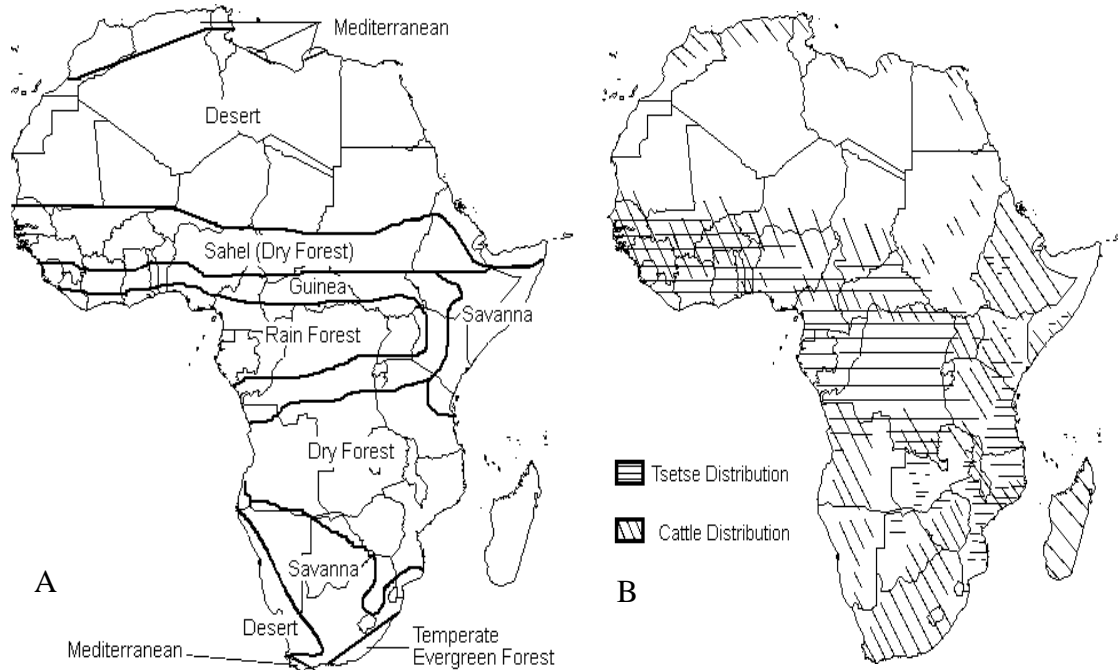 Mediterranean
Desert
Sahel (Dry Forest)
Guinea
Savanna
Rain Forest
Dry Forest
Savanna
A
Desert
Mediterranean
Temperate
Evergreen Forest
Tsetse Distribution
Cattle Distribution
B